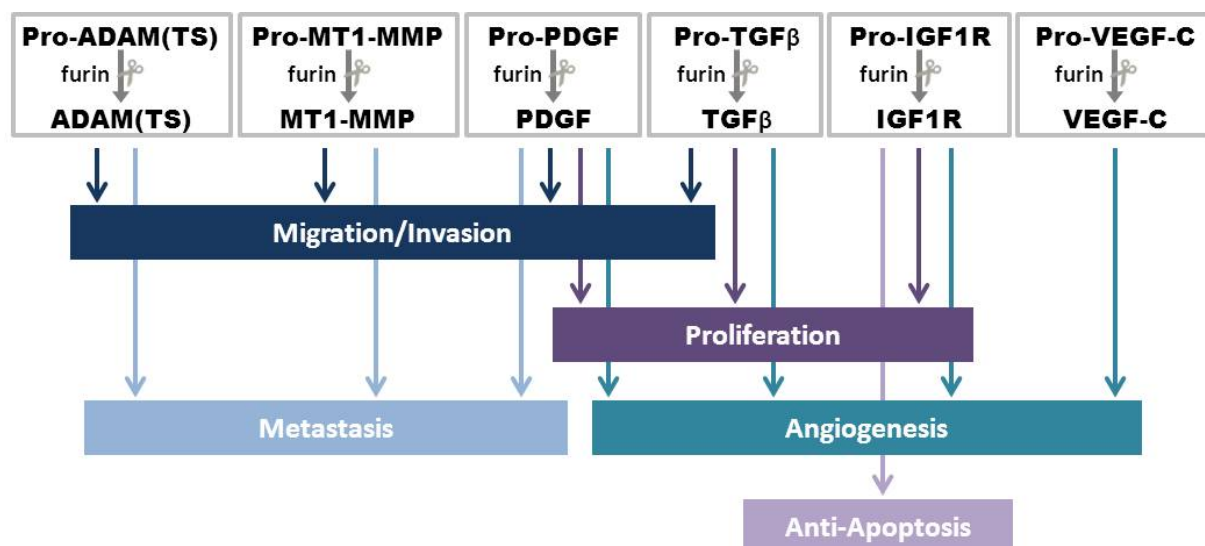 Pro-ADAM(TS) Pro-MT1-MMP Pro-PDGF Pro-TGFβ Pro-IGF1R Pro-VEGF-C
furin furin furin furin furin furin
ADAM(TS) MT1-MMP PDGF TGFβ IGF1R VEGF-C
Migration/Invasion
Proliferation
Metastasis Angiogenesis
Anti-Apoptosis